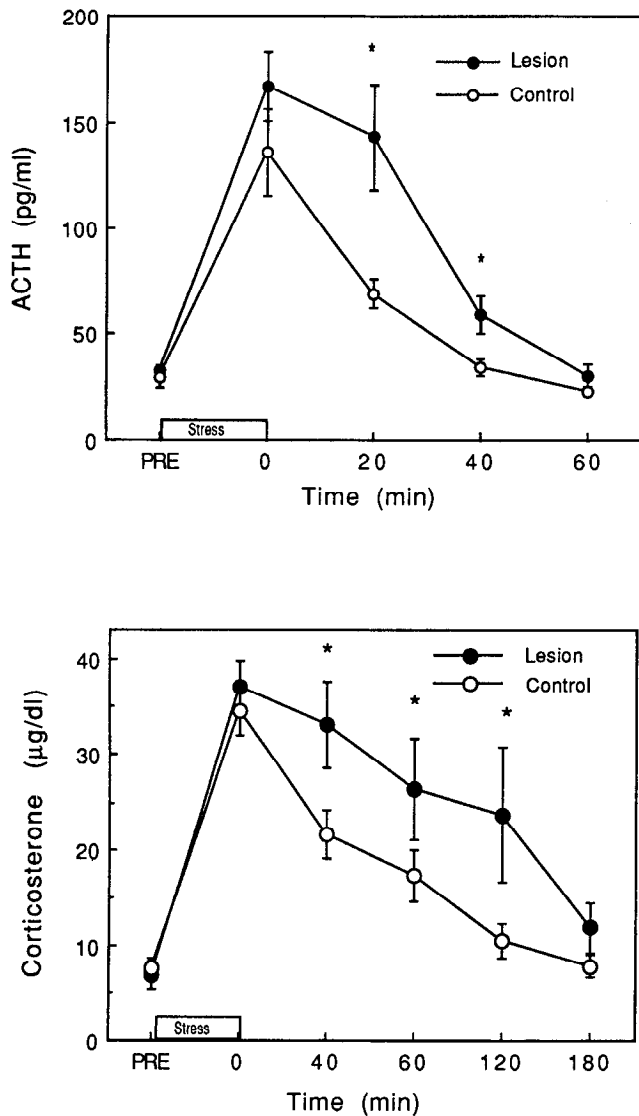 200
*
Lesion
Control
150
ACTH (pg/ml)
100
*
50
Stress
0
PRE 0 20 40 60
Time (min)
40
*
Lesion
Control
*
*
30
Corticosterone (µg/dl)
20
10
Stress
0
PRE 0 40 60 120 180
Time (min)